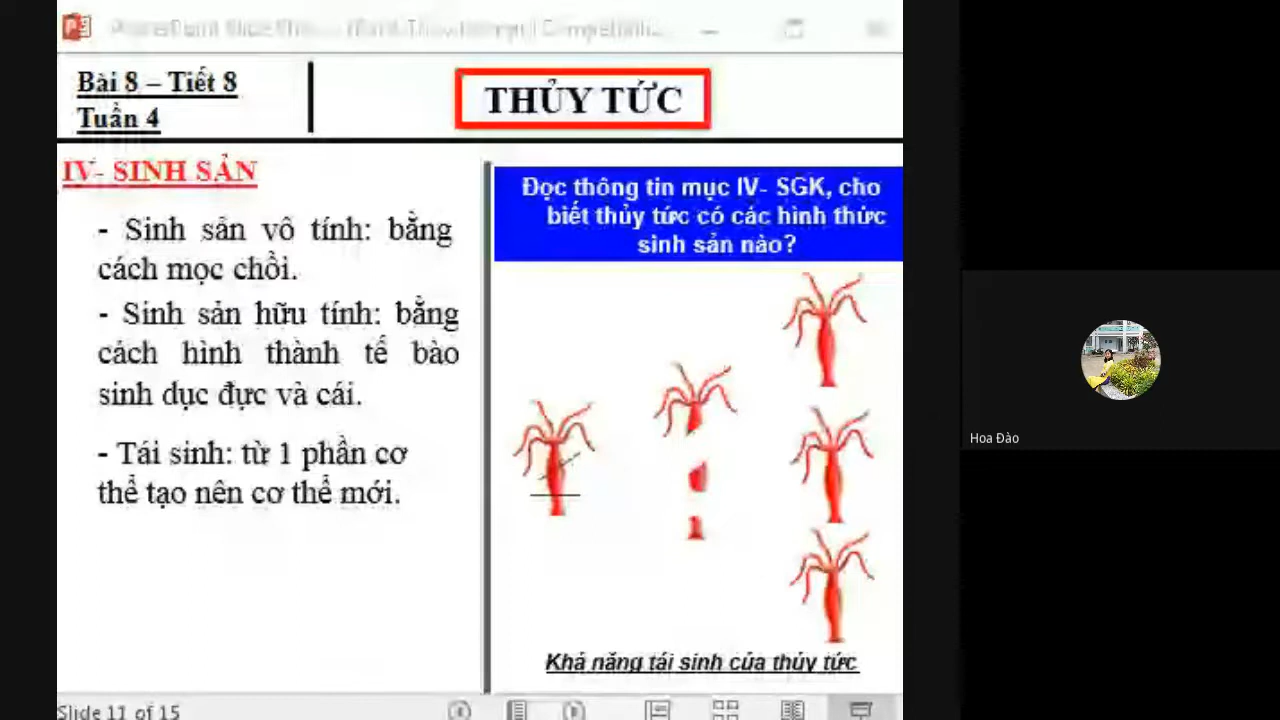 Bài 8 – Tiết 8
Tuần 4
THỦY TỨC
IV- SINH SẢN
- Sinh sản vô tính: bằng
cách mọc chồi.
- Sinh sản hữu tính: bằng
cách hình thành tế bào
sinh dục đực và cái.
- Tái sinh: từ 1 phần cơ
thể tạo nên cơ thể mới.
Đọc thông tin mục IV- SGK, cho
biết thủy tức có các hình thức
sinh sản nào?
Khả năng tái sinh của thủy tức
Hoa Đào
Slide 11 of 15